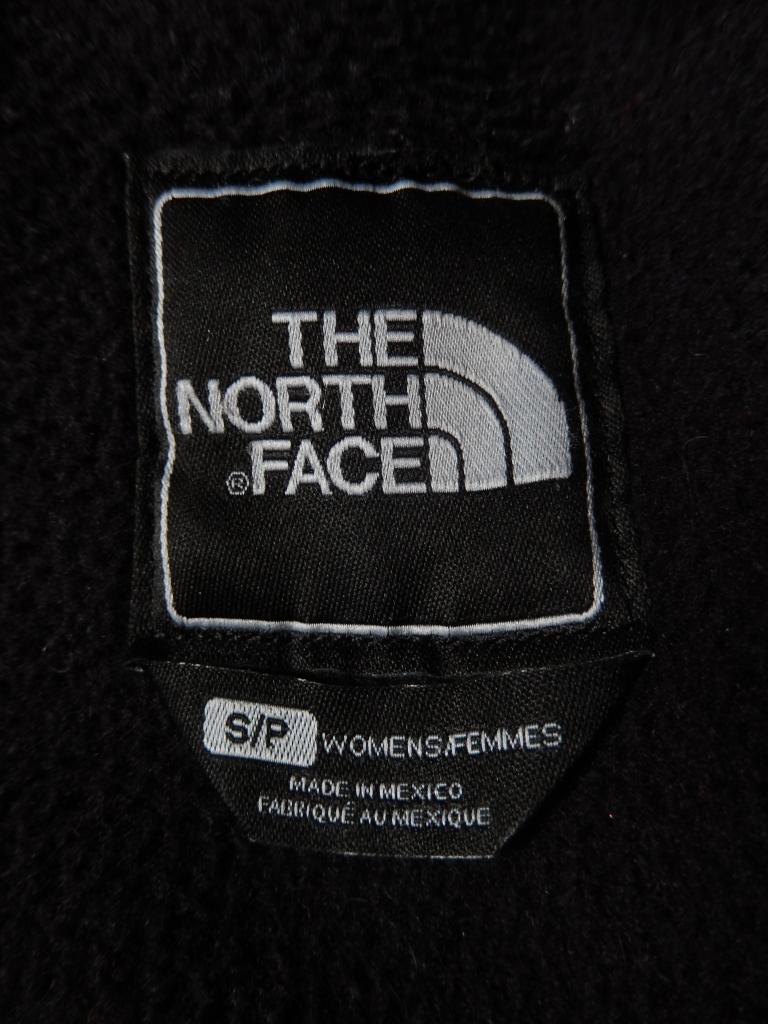 THE
NORTH
®FACE
S/P WOMENS/FEMMES
MADE IN MEXICO
FABRIQUÉ AU MEXIQUE